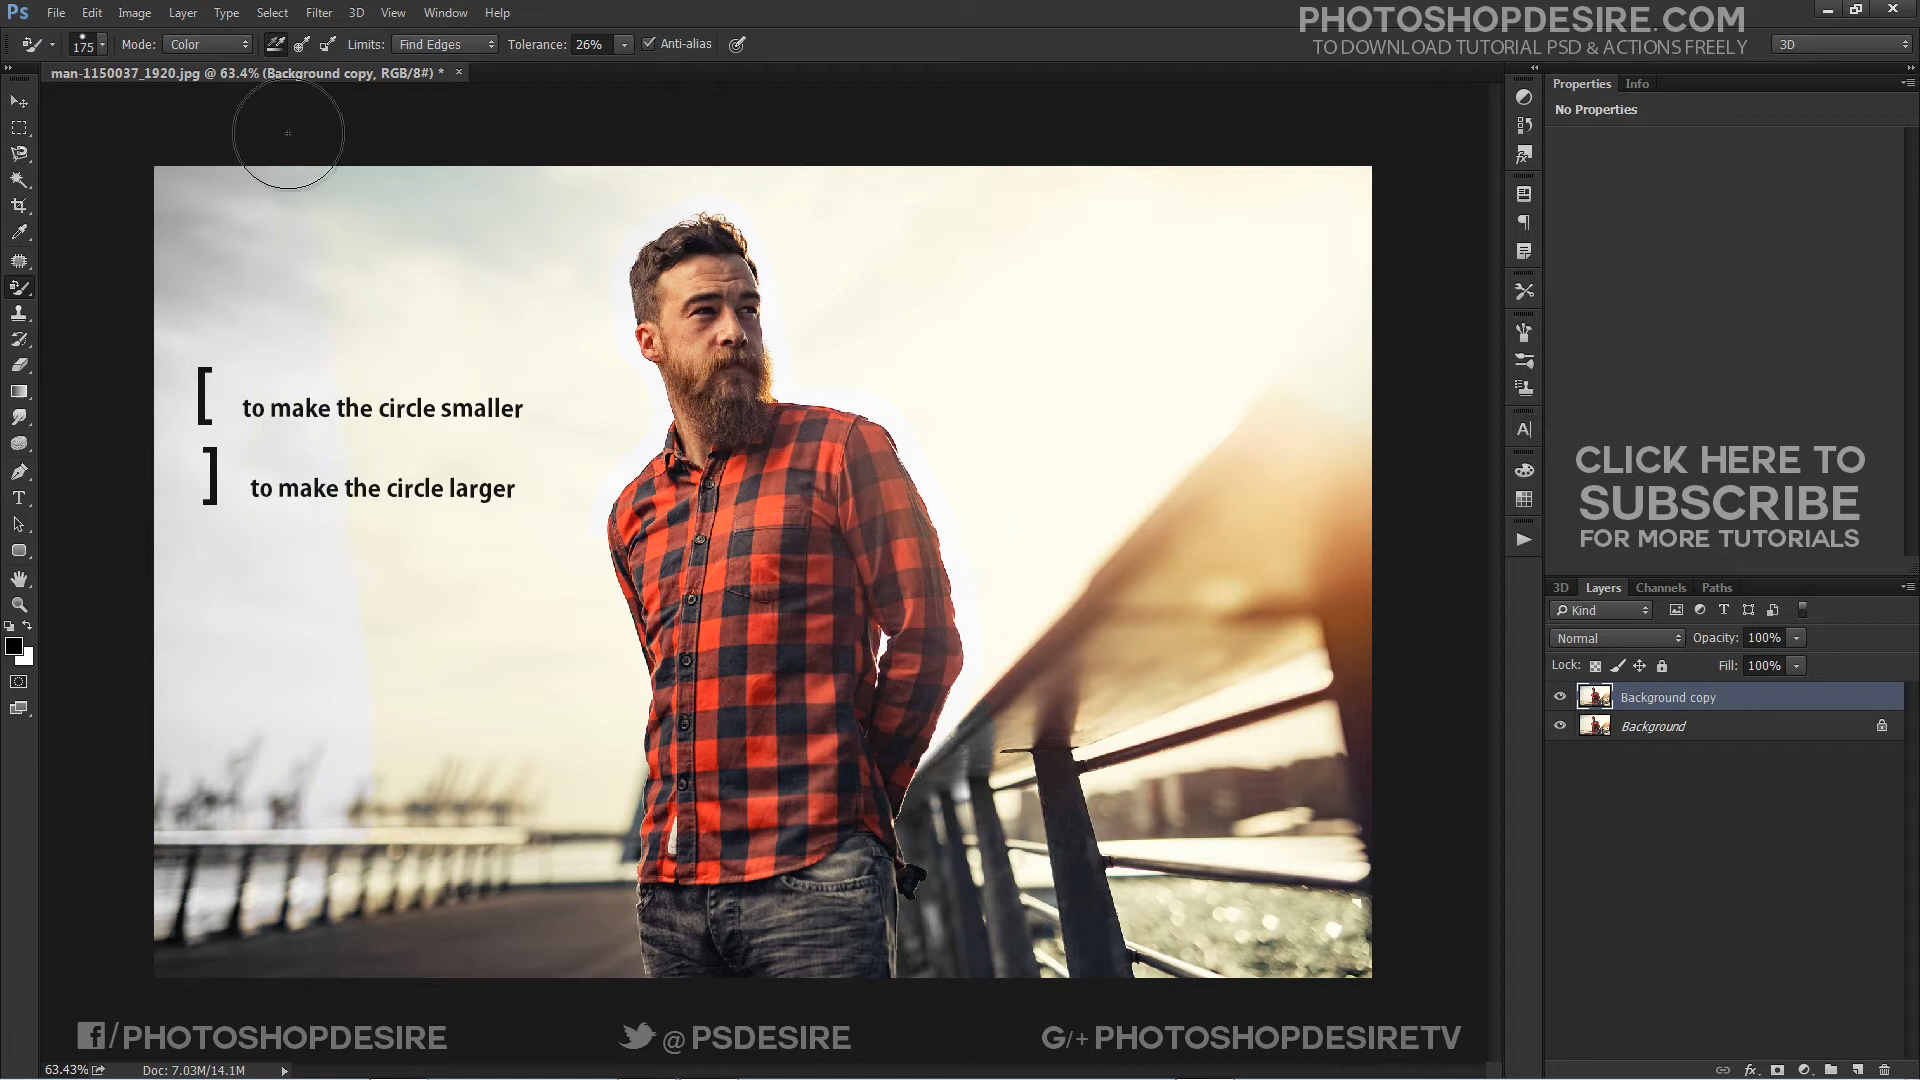 Ps File Edit Image Layer Type Select Filter 3D View Window Help
PHOTOSHOPDESIRE.COM
TO DOWNLOAD TUTORIAL PSD & ACTIONS FREELY
175 Mode: Color Limits: Find Edges Tolerance: 26% Anti-alias
3D
man-1150037_1920.jpg @ 63.4% (Background copy, RGB/8#) *
Properties Info
No Properties
[ to make the circle smaller
] to make the circle larger
CLICK HERE TO
SUBSCRIBE
FOR MORE TUTORIALS
3D Layers Channels Paths
Kind
Normal Opacity: 100%
Lock: Fill: 100%
Background copy
Background
f/PHOTOSHOPDESIRE @PSDESIRE G/+PHOTOSHOPDESIRETV
63.43% Doc: 7.03M/14.1M